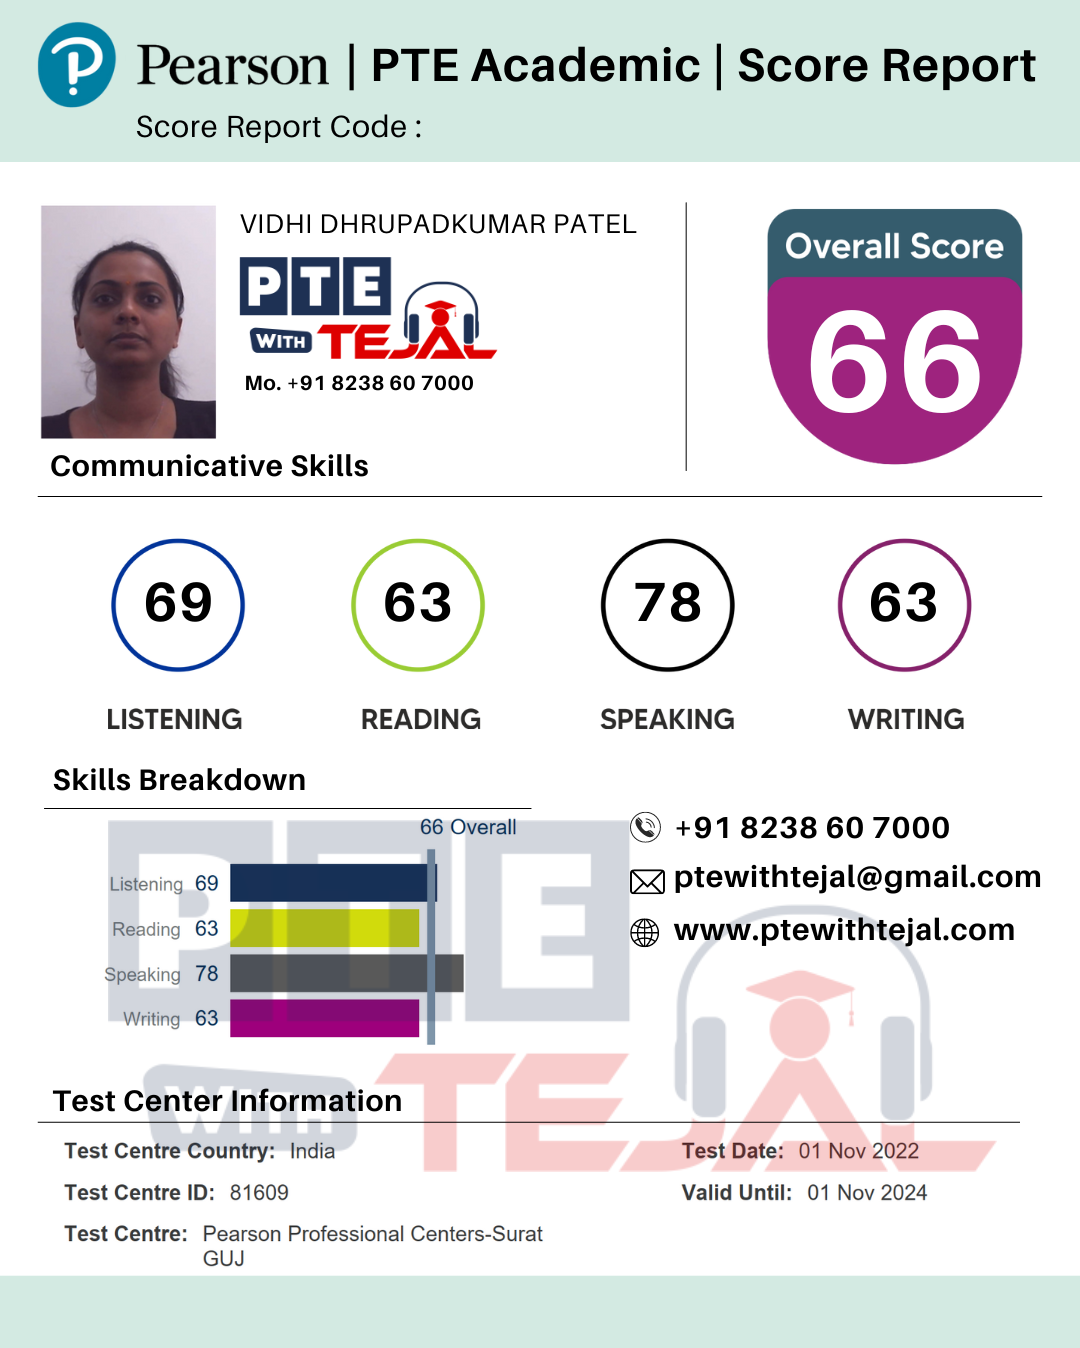 Pearson | PTE Academic | Score Report
Score Report Code :
VIDHI DHRUPADKUMAR PATEL
PTE
WITH TEJAL
Mo. +91 8238 60 7000
Overall Score
66
Communicative Skills
69 63 78 63
LISTENING READING SPEAKING WRITING
Skills Breakdown
66 Overall
Listening 69
Reading 63
Speaking 78
Writing 63
+91 8238 60 7000
ptewithtejal@gmail.com
www.ptewithtejal.com
PTE
WITH TEJAL
Test Center Information
Test Centre Country: India
Test Date: 01 Nov 2022
Test Centre ID: 81609
Valid Until: 01 Nov 2024
Test Centre: Pearson Professional Centers-Surat
GUJ